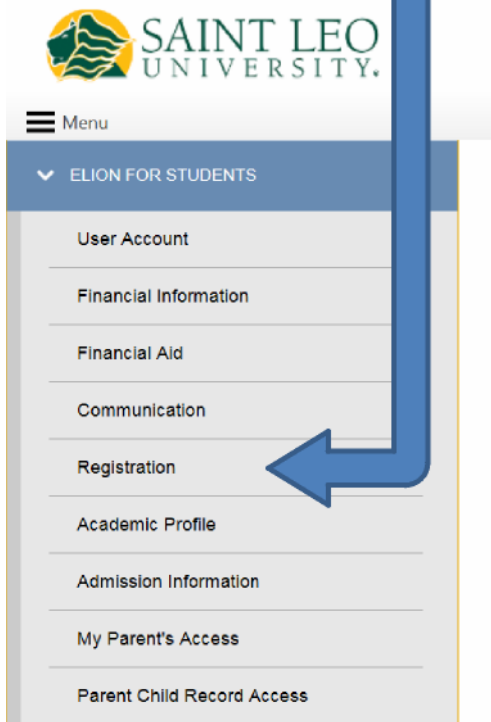 SAINT LEO
UNIVERSITY.
Menu
ELION FOR STUDENTS
User Account
Financial Information
Financial Aid
Communication
Registration
Academic Profile
Admission Information
My Parent's Access
Parent Child Record Access